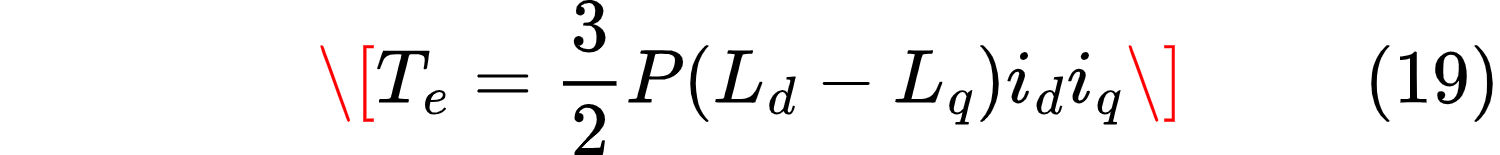 \[T_e = \frac{3}{2}P(L_d - L_q)i_d i_q\] (19)